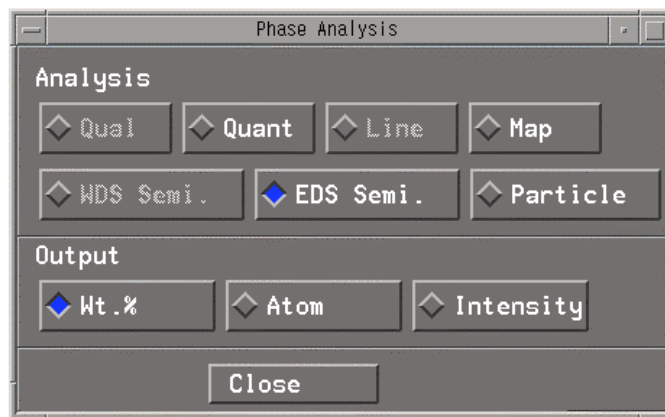 Phase Analysis
Analysis
Qual Quant Line Map
WDS Semi. EDS Semi. Particle
Output
Wt.% Atom Intensity
Close